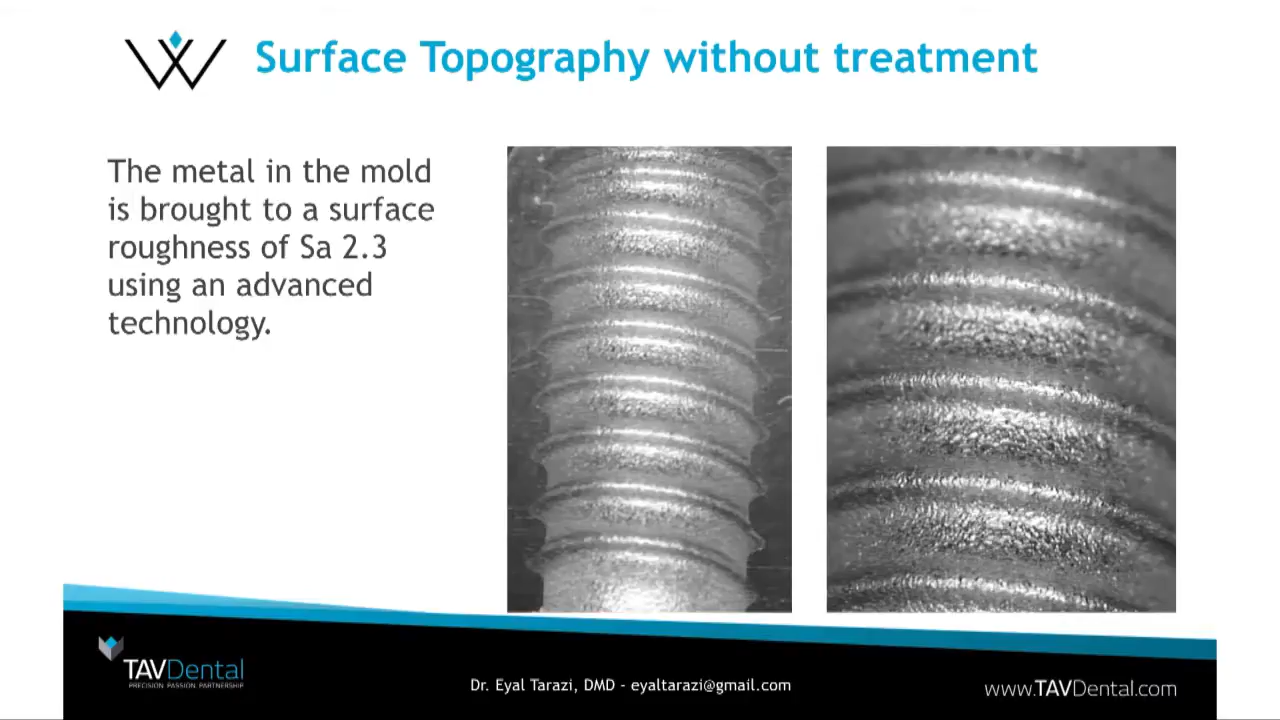 Surface Topography without treatment
The metal in the mold
is brought to a surface
roughness of Sa 2.3
using an advanced
technology.
TAVDental
PRECISION. PASSION. PARTNERSHIP
Dr. Eyal Tarazi, DMD - eyaltarazi@gmail.com
www.TAVDental.com